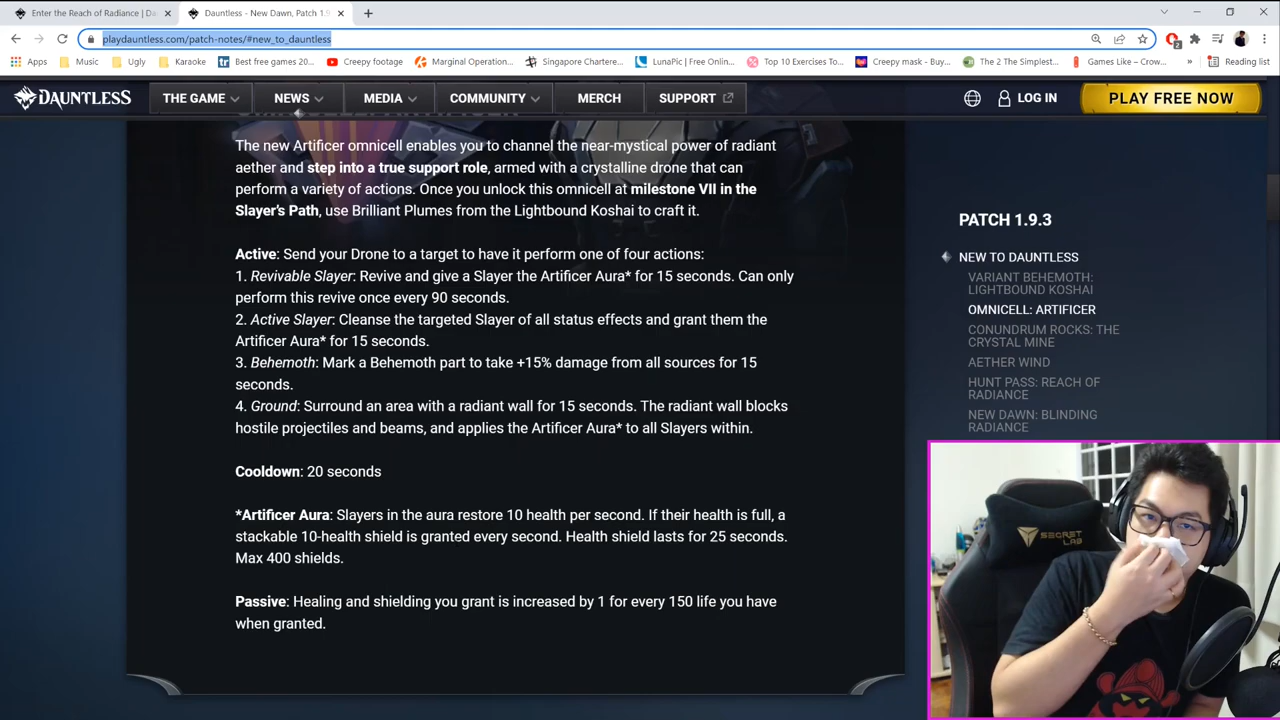 Enter the Reach of Radiance | Da
Dauntless - New Dawn, Patch 1.9.
playdauntless.com/patch-notes/#new_to_dauntless
2
Apps
Music
Ugly
Karaoke
Best free games 20...
Creepy footage
Marginal Operation...
Singapore Chartere...
LunaPic | Free Onlin...
Top 10 Exercises To...
Creepy mask - Buy...
The 2 The Simplest...
Games Like – Crow...
»
Reading list
DAUNTLESS
THE GAME
NEWS
MEDIA
COMMUNITY
MERCH
SUPPORT
LOG IN
PLAY FREE NOW
The new Artificer omnicell enables you to channel the near-mystical power of radiant
aether and step into a true support role, armed with a crystalline drone that can
perform a variety of actions. Once you unlock this omnicell at milestone VII in the
Slayer's Path, use Brilliant Plumes from the Lightbound Koshai to craft it.
Active: Send your Drone to a target to have it perform one of four actions:
1. Revivable Slayer: Revive and give a Slayer the Artificer Aura* for 15 seconds. Can only
perform this revive once every 90 seconds.
2. Active Slayer: Cleanse the targeted Slayer of all status effects and grant them the
Artificer Aura* for 15 seconds.
3. Behemoth: Mark a Behemoth part to take +15% damage from all sources for 15
seconds.
4. Ground: Surround an area with a radiant wall for 15 seconds. The radiant wall blocks
hostile projectiles and beams, and applies the Artificer Aura* to all Slayers within.
Cooldown: 20 seconds
*Artificer Aura: Slayers in the aura restore 10 health per second. If their health is full, a
stackable 10-health shield is granted every second. Health shield lasts for 25 seconds.
Max 400 shields.
Passive: Healing and shielding you grant is increased by 1 for every 150 life you have
when granted.
PATCH 1.9.3
NEW TO DAUNTLESS
VARIANT BEHEMOTH:
LIGHTBOUND KOSHAI
OMNICELL: ARTIFICER
CONUNDRUM ROCKS: THE
CRYSTAL MINE
AETHER WIND
HUNT PASS: REACH OF
RADIANCE
NEW DAWN: BLINDING
RADIANCE
SECRETLAB